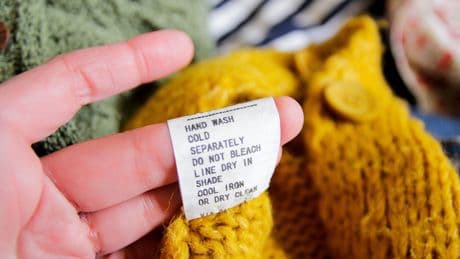 HAND WASH
COLD
SEPARATELY
DO NOT BLEACH
LINE DRY IN
SHADE
COOL IRON
OR DRY CLEAN